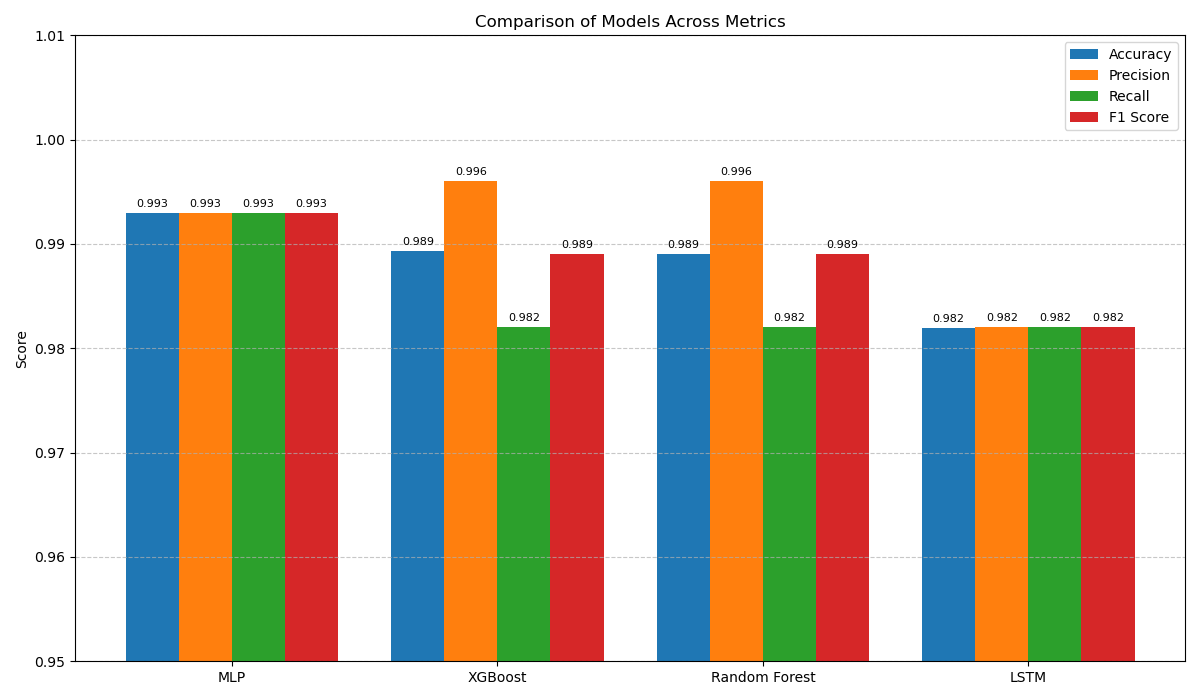 Comparison of Models Across Metrics
1.01
1.00
0.99
0.98
0.97
0.96
0.95
Score
Accuracy
Precision
Recall
F1 Score
0.993 0.993 0.993 0.993
0.989 0.996 0.982 0.989
0.989 0.996 0.982 0.989
0.982 0.982 0.982 0.982
MLP XGBoost Random Forest LSTM